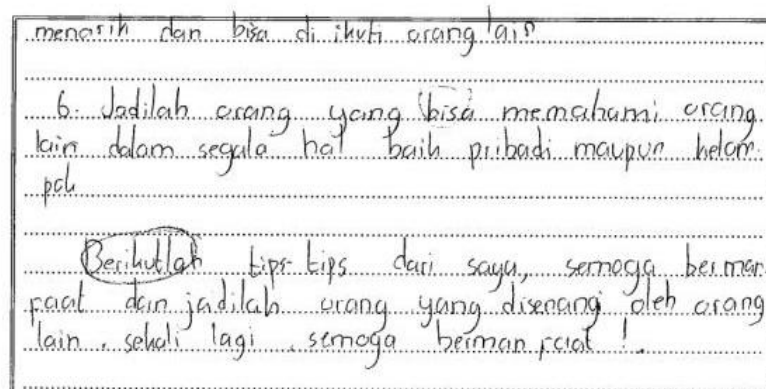 menarik dan bisa di ikuti orang lain
6. Jadilah orang yang bisa memahami orang
lain dalam segala hal baik pribadi maupun kelom-
pok
Berikutlah tips-tips dari saya, semoga berman-
faat dan jadilah orang yang disenangi oleh orang
lain. sekali lagi semoga bermanfaat!.